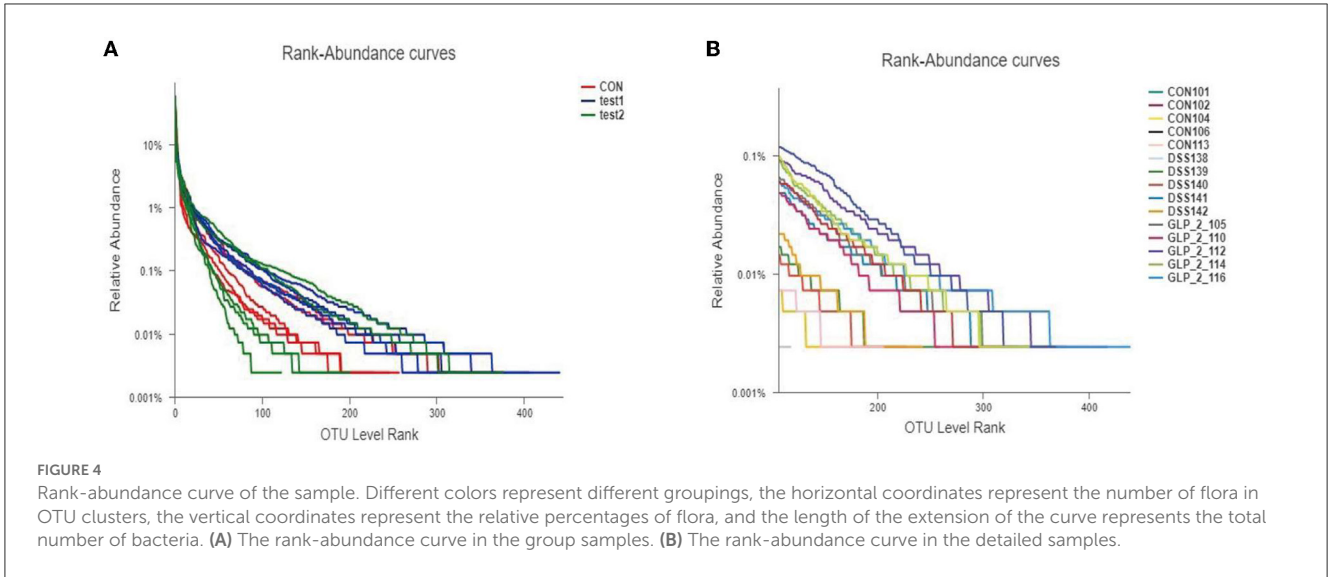 A
Rank-Abundance curves
CON
test1
test2
Relative Abundance
10%
1%
0.1%
0.01%
0.001%
0
100
200
300
400
OTU Level Rank
B
Rank-Abundance curves
CON101
CON102
CON104
CON106
CON113
DSS138
DSS139
DSS140
DSS141
DSS142
GLP_2_105
GLP_2_110
GLP_2_112
GLP_2_114
GLP_2_116
Relative Abundance
0.1%
0.01%
0.001%
200
300
400
OTU Level Rank
FIGURE 4
Rank-abundance curve of the sample. Different colors represent different groupings, the horizontal coordinates represent the number of flora in
OTU clusters, the vertical coordinates represent the relative percentages of flora, and the length of the extension of the curve represents the total
number of bacteria. (A) The rank-abundance curve in the group samples. (B) The rank-abundance curve in the detailed samples.